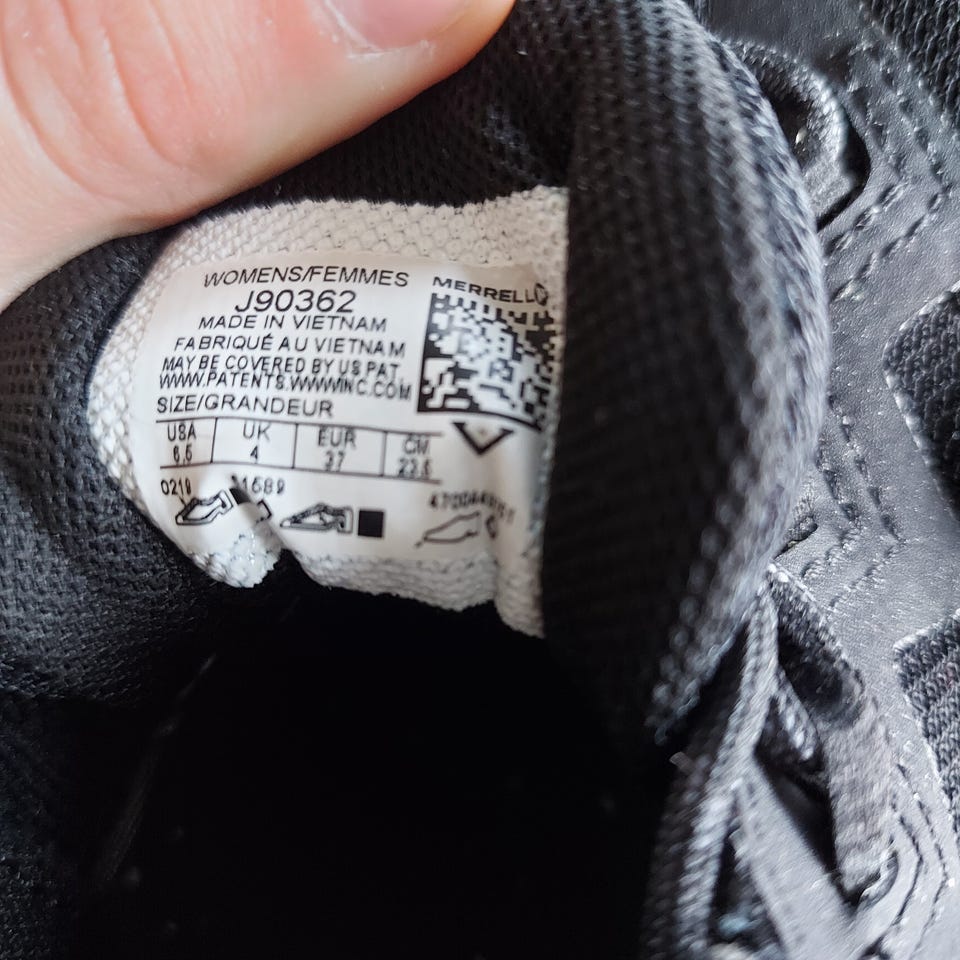 WOMENS/FEMMES
MERRELL
J90362
MADE IN VIETNAM
FABRIQUÉ AU VIETNAM
MAY BE COVERED BY US PAT
WWW.PATENTS.WWWINC.COM
SIZE/GRANDEUR
USA UK EUR CM
6,5 4 37 23,5
0219